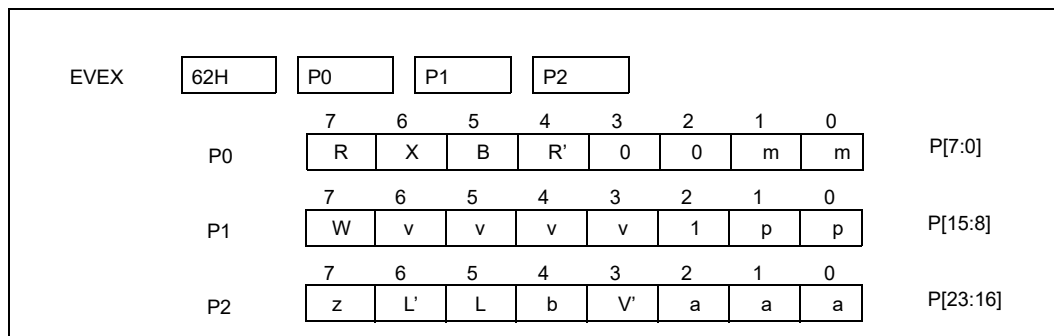 EVEX 62H P0 P1 P2
7 6 5 4 3 2 1 0
P0 R X B R’ 0 0 m m P[7:0]
7 6 5 4 3 2 1 0
P1 W v v v v 1 p p P[15:8]
7 6 5 4 3 2 1 0
P2 z L’ L b V’ a a a P[23:16]